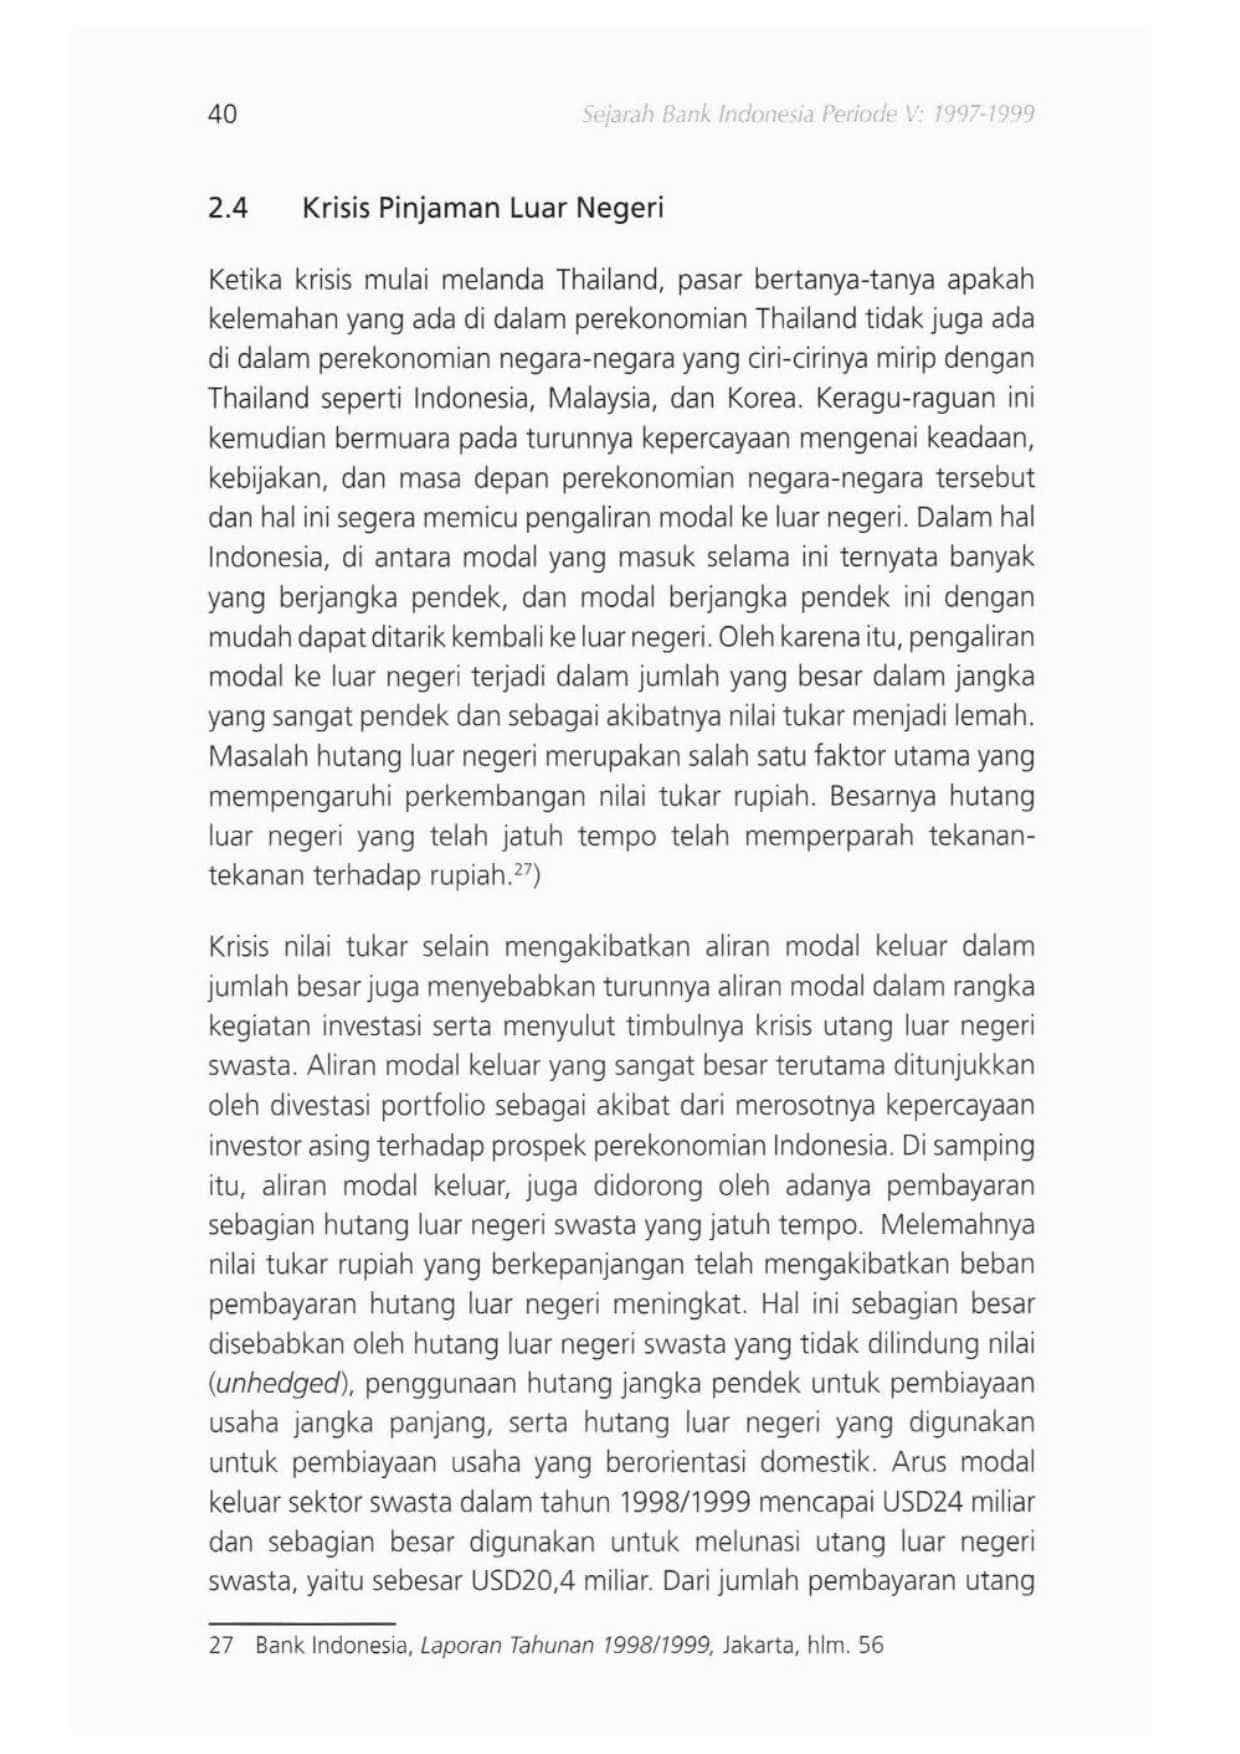 40
Sejarah Bank Indonesia Periode V: 1997-1999
2.4 Krisis Pinjaman Luar Negeri
Ketika krisis mulai melanda Thailand, pasar bertanya-tanya apakah
kelemahan yang ada di dalam perekonomian Thailand tidak juga ada
di dalam perekonomian negara-negara yang ciri-cirinya mirip dengan
Thailand seperti Indonesia, Malaysia, dan Korea. Keragu-raguan ini
kemudian bermuara pada turunnya kepercayaan mengenai keadaan,
kebijakan, dan masa depan perekonomian negara-negara tersebut
dan hal ini segera memicu pengaliran modal ke luar negeri. Dalam hal
Indonesia, di antara modal yang masuk selama ini ternyata banyak
yang berjangka pendek, dan modal berjangka pendek ini dengan
mudah dapat ditarik kembali ke luar negeri. Oleh karena itu, pengaliran
modal ke luar negeri terjadi dalam jumlah yang besar dalam jangka
yang sangat pendek dan sebagai akibatnya nilai tukar menjadi lemah.
Masalah hutang luar negeri merupakan salah satu faktor utama yang
mempengaruhi perkembangan nilai tukar rupiah. Besarnya hutang
luar negeri yang telah jatuh tempo telah memperparah tekanan-
tekanan terhadap rupiah.27)
Krisis nilai tukar selain mengakibatkan aliran modal keluar dalam
jumlah besar juga menyebabkan turunnya aliran modal dalam rangka
kegiatan investasi serta menyulut timbulnya krisis utang luar negeri
swasta. Aliran modal keluar yang sangat besar terutama ditunjukkan
oleh divestasi portfolio sebagai akibat dari merosotnya kepercayaan
investor asing terhadap prospek perekonomian Indonesia. Di samping
itu, aliran modal keluar, juga didorong oleh adanya pembayaran
sebagian hutang luar negeri swasta yang jatuh tempo. Melemahnya
nilai tukar rupiah yang berkepanjangan telah mengakibatkan beban
pembayaran hutang luar negeri meningkat. Hal ini sebagian besar
disebabkan oleh hutang luar negeri swasta yang tidak dilindung nilai
(unhedged), penggunaan hutang jangka pendek untuk pembiayaan
usaha jangka panjang, serta hutang luar negeri yang digunakan
untuk pembiayaan usaha yang berorientasi domestik. Arus modal
keluar sektor swasta dalam tahun 1998/1999 mencapai USD24 miliar
dan sebagian besar digunakan untuk melunasi utang luar negeri
swasta, yaitu sebesar USD20,4 miliar. Dari jumlah pembayaran utang
27 Bank Indonesia, Laporan Tahunan 1998/1999, Jakarta, hlm. 56